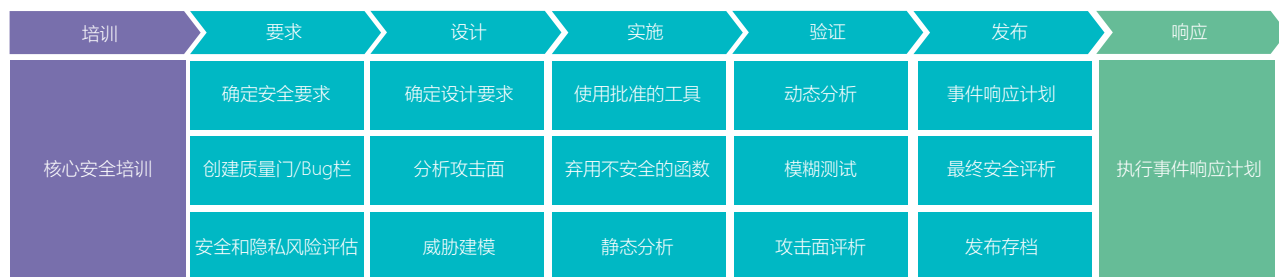 培训
要求
设计
实施
验证
发布
响应
核心安全培训
确定安全要求
确定设计要求
使用批准的工具
动态分析
事件响应计划
执行事件响应计划
创建质量门/Bug栏
分析攻击面
弃用不安全的函数
模糊测试
最终安全评析
安全和隐私风险评估
威胁建模
静态分析
攻击面评析
发布存档